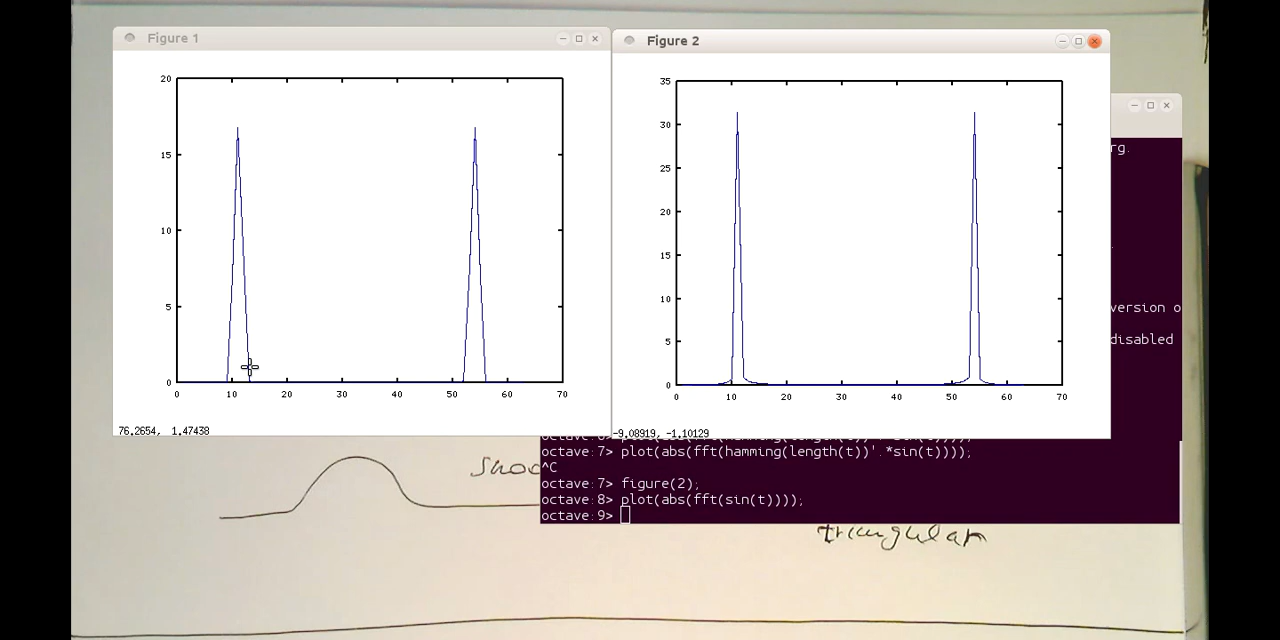 Figure 1
20
15
10
5
0
0 10 20 30 40 50 60 70
76.2654, 1.47438
Figure 2
35
30
25
20
15
10
5
0
0 10 20 30 40 50 60 70
-9.08919, -1.10129
rg.
.
version o
disabled
octave:7> plot(abs(fft(hamming(length(t))'.*sin(t))));
^C
octave:7> figure(2);
octave:8> plot(abs(fft(sin(t))));
octave:9>
triangular